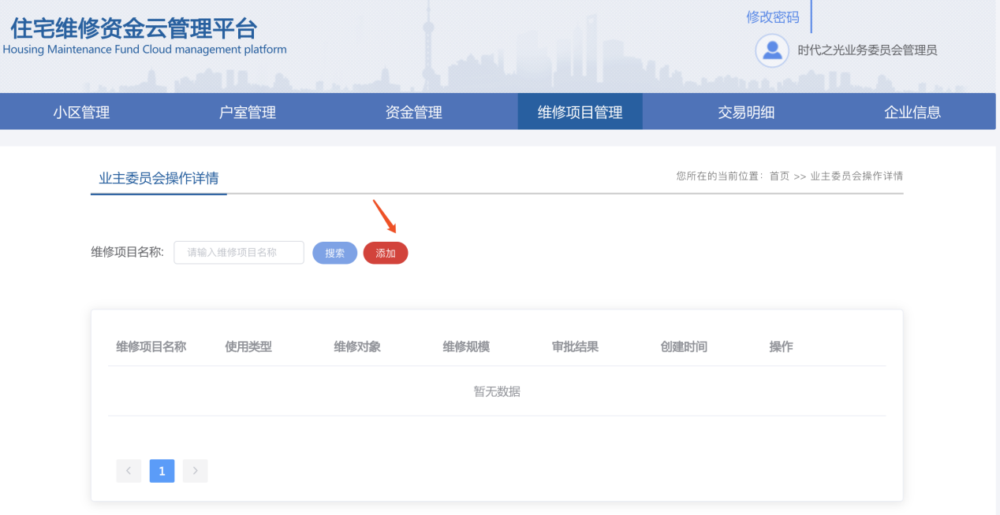 住宅维修资金云管理平台
Housing Maintenance Fund Cloud management platform
修改密码
时代之光业务委员会管理员
小区管理 户室管理 资金管理 维修项目管理 交易明细 企业信息
业主委员会操作详情
您所在的当前位置: 首页 >> 业主委员会操作详情
维修项目名称: 请输入维修项目名称 搜索 添加
维修项目名称 使用类型 维修对象 维修规模 审批结果 创建时间 操作
暂无数据
< 1 >